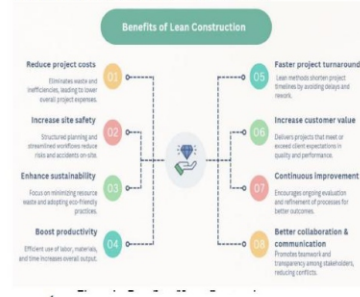 Benefits of Lean Construction
Reduce project costs
Eliminates waste and
inefficiencies, leading to lower
overall project expenses.
01
Increase site safety
Structured planning and
streamlined workflows reduce
risks and accidents on-site.
02
Enhance sustainability
Focus on minimizing resource
waste and adopting eco-friendly
practices.
03
Boost productivity
Efficient use of labor, materials,
and time increases overall output.
04
Faster project turnaround
Lean methods shorten project
timelines by avoiding delays and
rework.
05
Increase customer value
Delivers projects that meet or
exceed client expectations in
quality and performance.
06
Continuous improvement
Encourages ongoing evaluation
and refinement of processes for
better outcomes.
07
Better collaboration &
communication
Promotes teamwork and
transparency among stakeholders,
reducing conflicts.
08